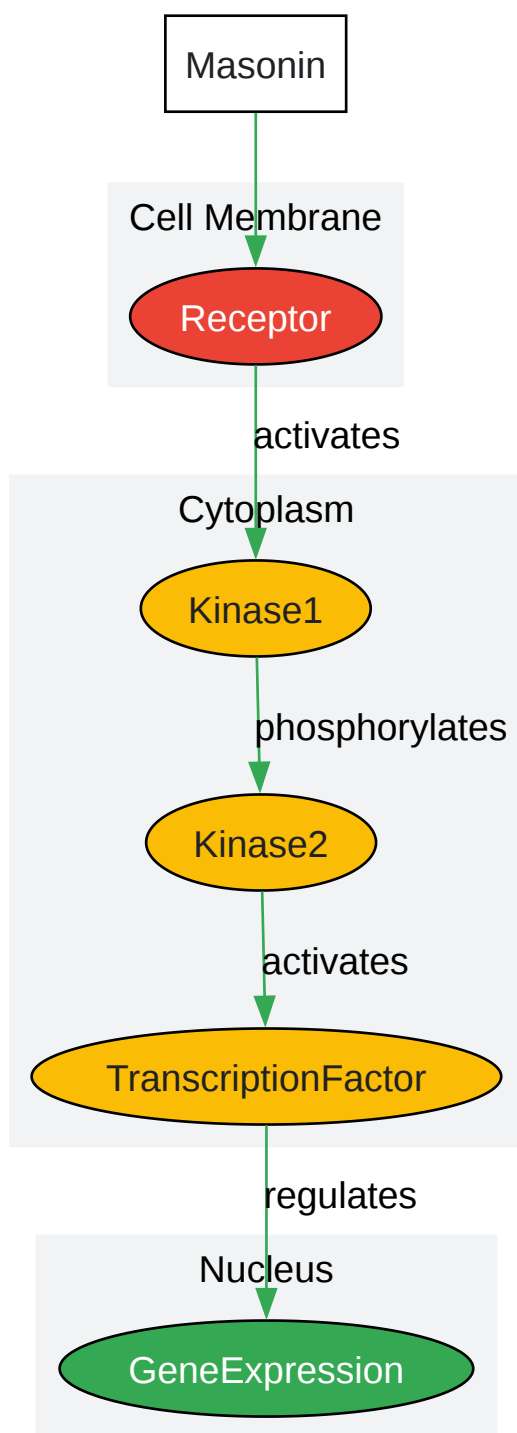 Masonin
Cell Membrane
Receptor
activates
Cytoplasm
Kinase1
phosphorylates
Kinase2
activates
TranscriptionFactor
regulates
Nucleus
GeneExpression